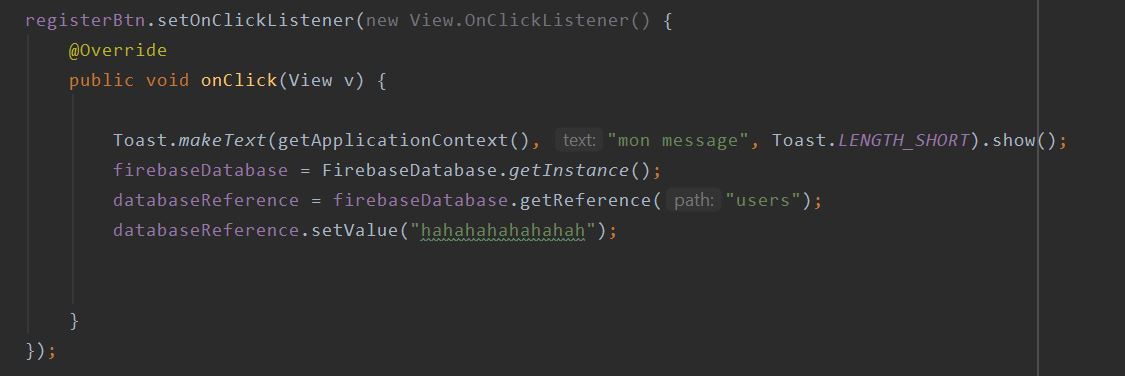 registerBtn.setOnClickListener(new View.OnClickListener() {
@Override
public void onClick(View v) {
Toast.makeText(getApplicationContext(), text: "mon message", Toast.LENGTH_SHORT).show();
firebaseDatabase = FirebaseDatabase.getInstance();
databaseReference = firebaseDatabase.getReference( path: "users");
databaseReference.setValue("hahahahahahahah");
}
});